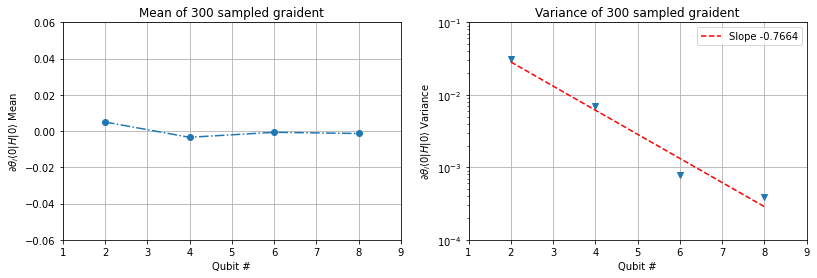 Mean of 300 sampled graident
0.06
0.04
0.02
0.00
−0.02
−0.04
−0.06
∂θᵢ⟨0|H|0⟩ Mean
1 2 3 4 5 6 7 8 9
Qubit #
Variance of 300 sampled graident
Slope -0.7664
10⁻¹
10⁻²
10⁻³
10⁻⁴
∂θᵢ⟨0|H|0⟩ Variance
1 2 3 4 5 6 7 8 9
Qubit #